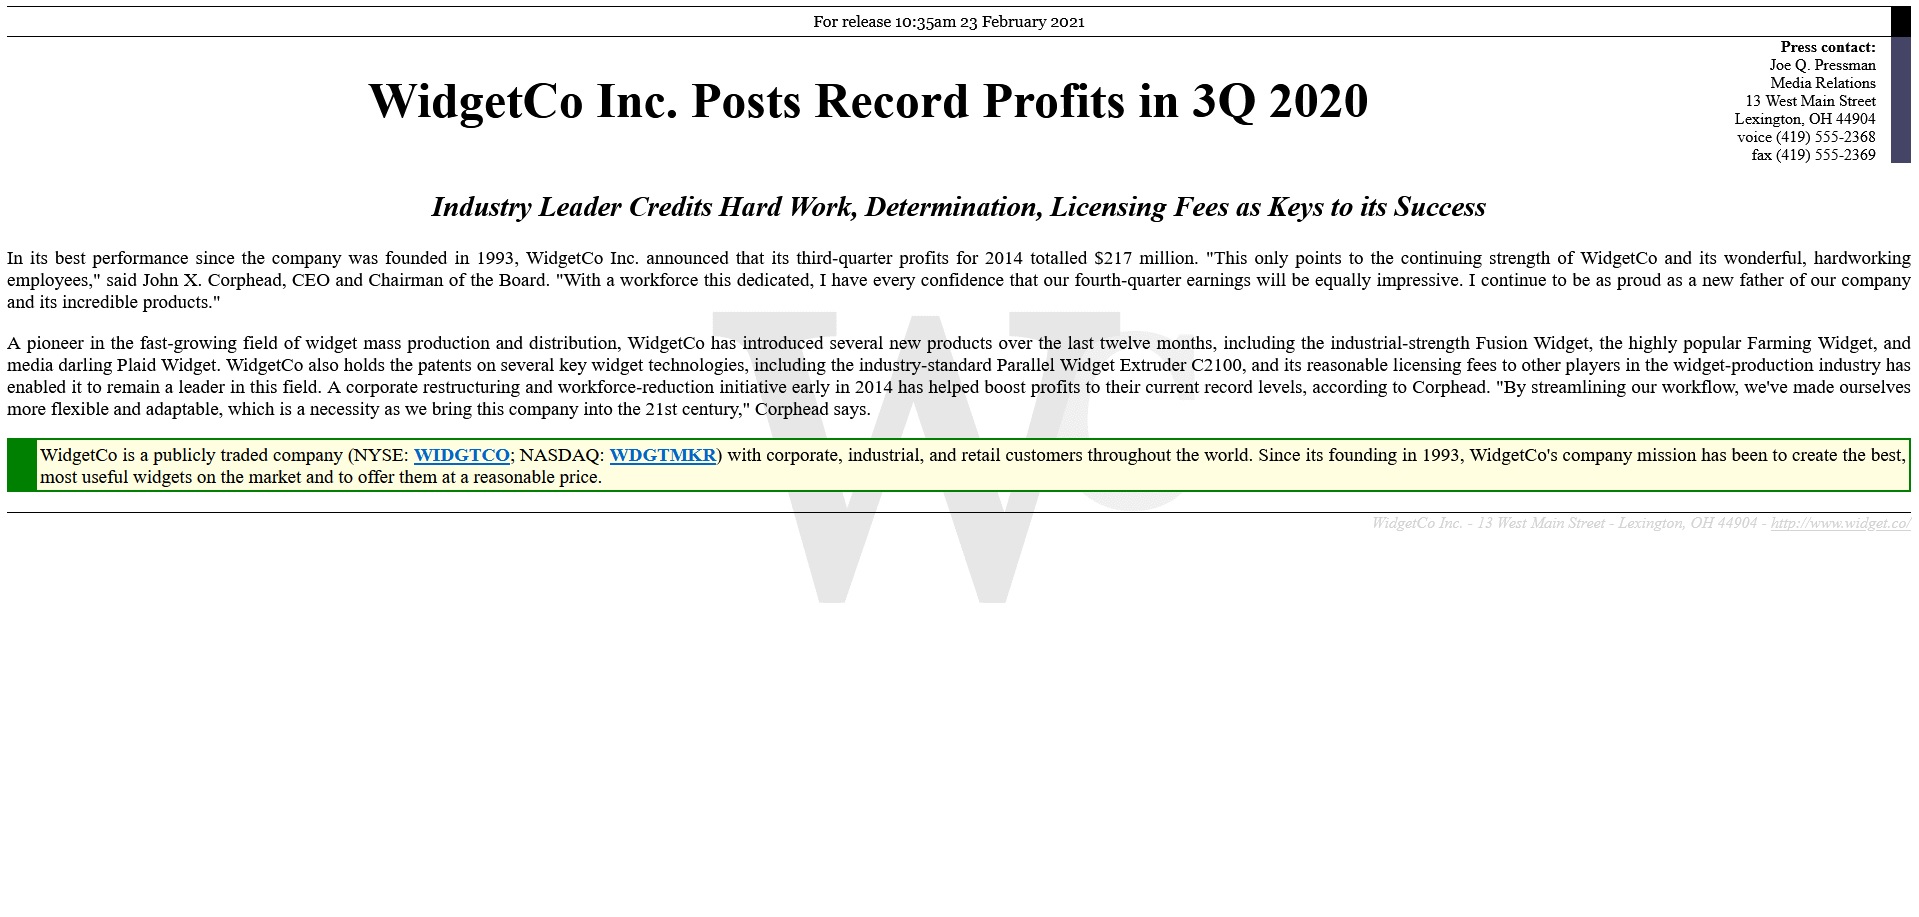 For release 10:35am 23 February 2021
Press contact:
Joe Q. Pressman
Media Relations
13 West Main Street
Lexington, OH 44904
voice (419) 555-2368
fax (419) 555-2369
WidgetCo Inc. Posts Record Profits in 3Q 2020
Industry Leader Credits Hard Work, Determination, Licensing Fees as Keys to its Success
In its best performance since the company was founded in 1993, WidgetCo Inc. announced that its third-quarter profits for 2014 totalled $217 million. "This only points to the continuing strength of WidgetCo and its wonderful, hardworking
employees," said John X. Corphead, CEO and Chairman of the Board. "With a workforce this dedicated, I have every confidence that our fourth-quarter earnings will be equally impressive. I continue to be as proud as a new father of our company
and its incredible products."
A pioneer in the fast-growing field of widget mass production and distribution, WidgetCo has introduced several new products over the last twelve months, including the industrial-strength Fusion Widget, the highly popular Farming Widget, and
media darling Plaid Widget. WidgetCo also holds the patents on several key widget technologies, including the industry-standard Parallel Widget Extruder C2100, and its reasonable licensing fees to other players in the widget-production industry has
enabled it to remain a leader in this field. A corporate restructuring and workforce-reduction initiative early in 2014 has helped boost profits to their current record levels, according to Corphead. "By streamlining our workflow, we've made ourselves
more flexible and adaptable, which is a necessity as we bring this company into the 21st century," Corphead says.
WidgetCo is a publicly traded company (NYSE: WIDGTCO; NASDAQ: WDGTMKR) with corporate, industrial, and retail customers throughout the world. Since its founding in 1993, WidgetCo's company mission has been to create the best,
most useful widgets on the market and to offer them at a reasonable price.
WidgetCo Inc. - 13 West Main Street - Lexington, OH 44904 - http://www.widget.co/
WC